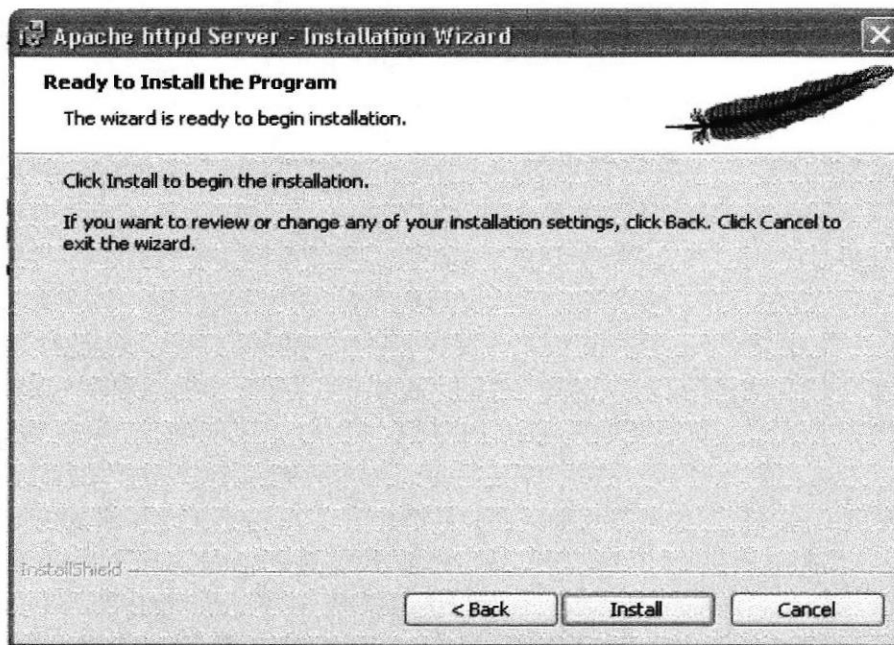 Apache httpd Server - Installation Wizard
Ready to Install the Program
The wizard is ready to begin installation.
Click Install to begin the installation.
If you want to review or change any of your installation settings, click Back. Click Cancel to
exit the wizard.
InstallShield
< Back
Install
Cancel